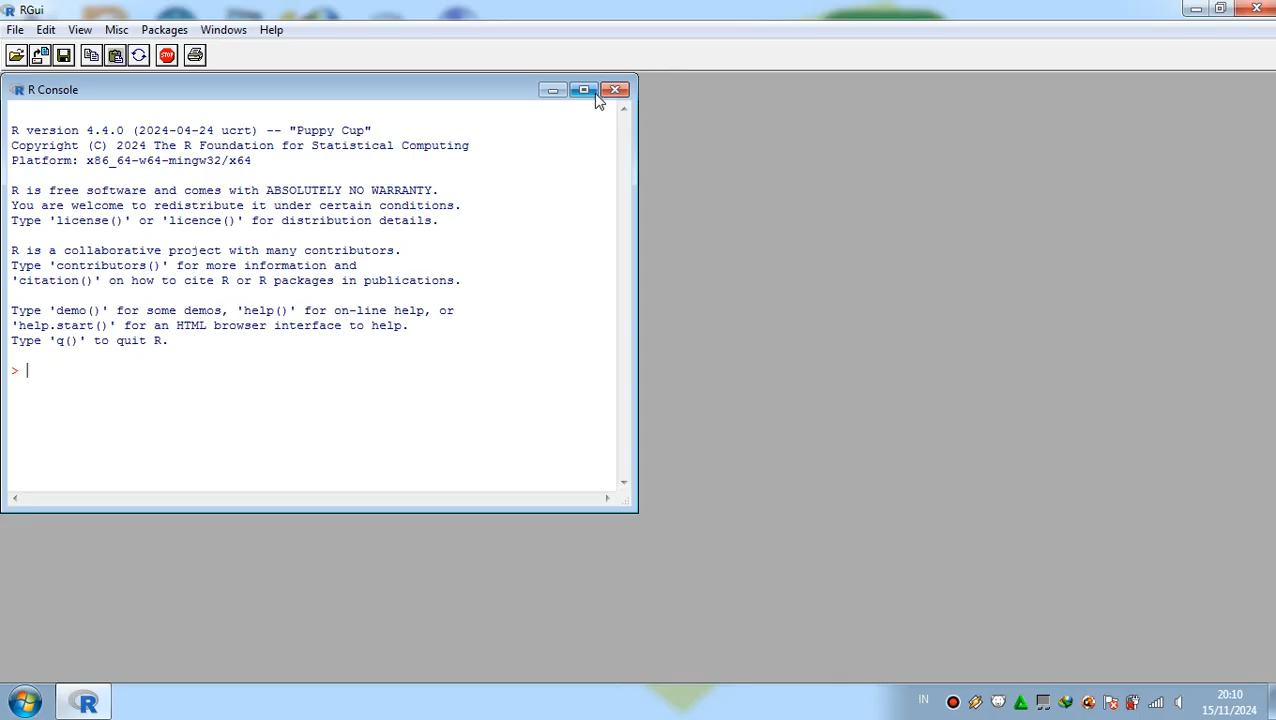 RGui
File Edit View Misc Packages Windows Help
STOP
R Console
R version 4.4.0 (2024-04-24 ucrt) -- "Puppy Cup"
Copyright (C) 2024 The R Foundation for Statistical Computing
Platform: x86_64-w64-mingw32/x64
R is free software and comes with ABSOLUTELY NO WARRANTY.
You are welcome to redistribute it under certain conditions.
Type 'license()' or 'licence()' for distribution details.
R is a collaborative project with many contributors.
Type 'contributors()' for more information and
'citation()' on how to cite R or R packages in publications.
Type 'demo()' for some demos, 'help()' for on-line help, or
'help.start()' for an HTML browser interface to help.
Type 'q()' to quit R.
>
IN
20:10
15/11/2024